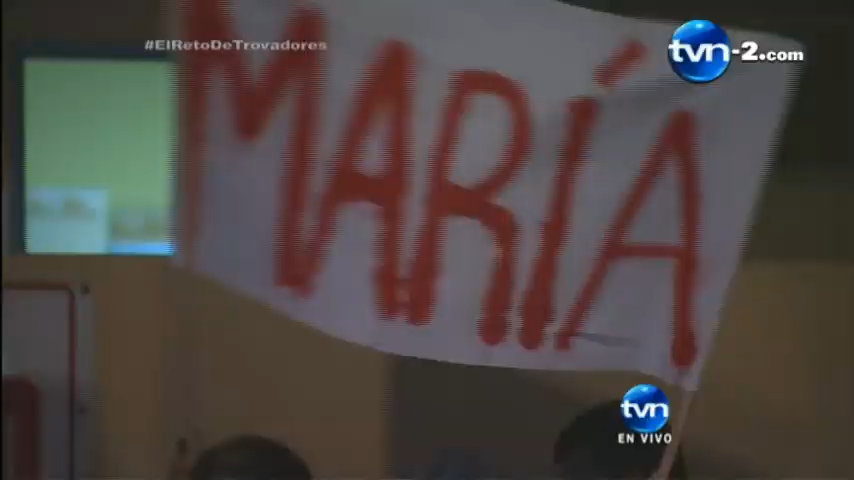 #ElRetoDeTrovadores
tvn-2.com
MARÍA
tvn
EN VIVO